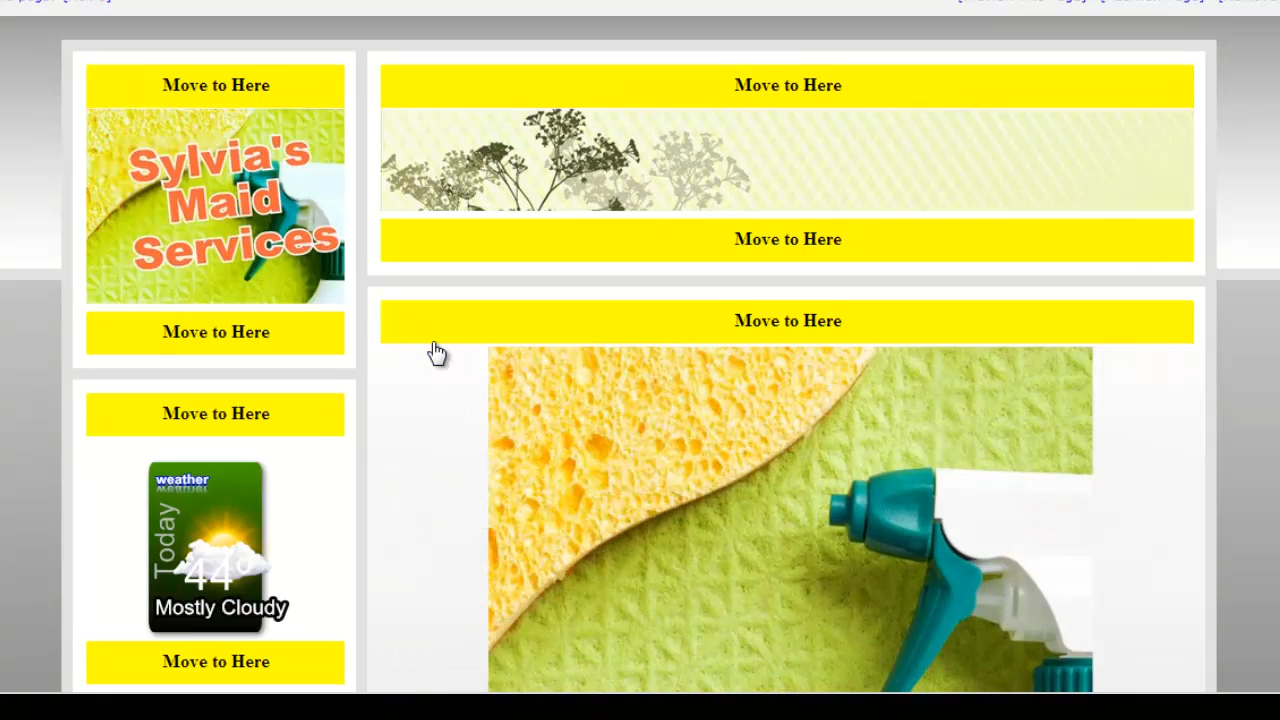 Move to Here
Move to Here
Sylvia's
Maid
Services
Move to Here
Move to Here
Move to Here
Move to Here
weather
Today
44°
Mostly Cloudy
Move to Here